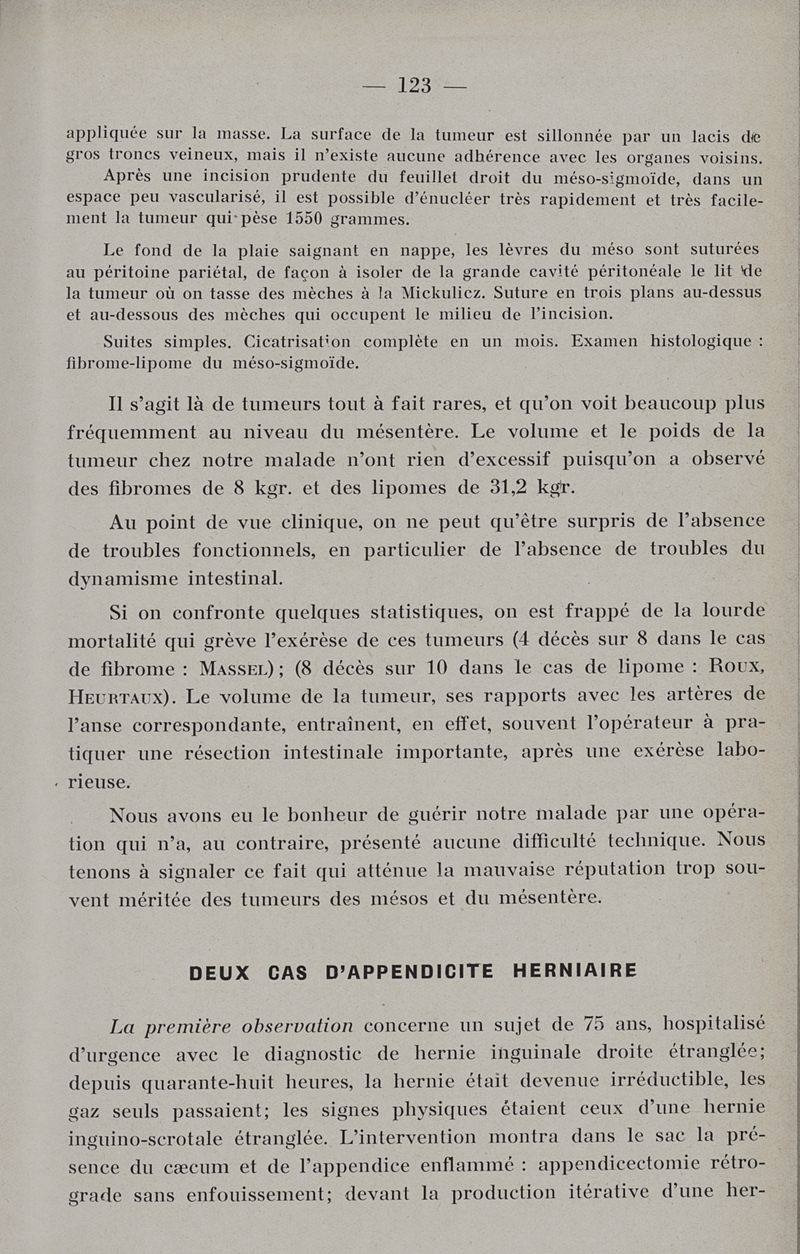 — 123 —
appliquée sur la masse. La surface de la tumeur est sillonnée par un lacis de
gros troncs veineux, mais il n'existe aucune adhérence avec les organes voisins.
Après une incision prudente du feuillet droit du méso-sigmoïde, dans un
espace peu vascularisé, il est possible d'énucléer très rapidement et très facile-
ment la tumeur qui pèse 1550 grammes.
Le fond de la plaie saignant en nappe, les lèvres du méso sont suturées
au péritoine pariétal, de façon à isoler de la grande cavité péritonéale le lit de
la tumeur où on tasse des mèches à la Mickulicz. Suture en trois plans au-dessus
et au-dessous des mèches qui occupent le milieu de l'incision.
Suites simples. Cicatrisation complète en un mois. Examen histologique :
fibrome-lipome du méso-sigmoïde.
Il s'agit là de tumeurs tout à fait rares, et qu'on voit beaucoup plus
fréquemment au niveau du mésentère. Le volume et le poids de la
tumeur chez notre malade n'ont rien d'excessif puisqu'on a observé
des fibromes de 8 kgr. et des lipomes de 31,2 kgr.
Au point de vue clinique, on ne peut qu'être surpris de l'absence
de troubles fonctionnels, en particulier de l'absence de troubles du
dynamisme intestinal.
Si on confronte quelques statistiques, on est frappé de la lourde
mortalité qui grève l'exérèse de ces tumeurs (4 décès sur 8 dans le cas
de fibrome : MASSEL); (8 décès sur 10 dans le cas de lipome : ROUX,
HEURTAUX). Le volume de la tumeur, ses rapports avec les artères de
l'anse correspondante, entraînent, en effet, souvent l'opérateur à pra-
tiquer une résection intestinale importante, après une exérèse labo-
rieuse.
Nous avons eu le bonheur de guérir notre malade par une opéra-
tion qui n'a, au contraire, présenté aucune difficulté technique. Nous
tenons à signaler ce fait qui atténue la mauvaise réputation trop sou-
vent méritée des tumeurs des mésos et du mésentère.
DEUX CAS D'APPENDICITE HERNIAIRE
La première observation concerne un sujet de 75 ans, hospitalisé
d'urgence avec le diagnostic de hernie inguinale droite étranglée;
depuis quarante-huit heures, la hernie était devenue irréductible, les
gaz seuls passaient; les signes physiques étaient ceux d'une hernie
inguino-scrotale étranglée. L'intervention montra dans le sac la pré-
sence du cæcum et de l'appendice enflammé : appendicectomie rétro-
grade sans enfouissement; devant la production itérative d'une her-